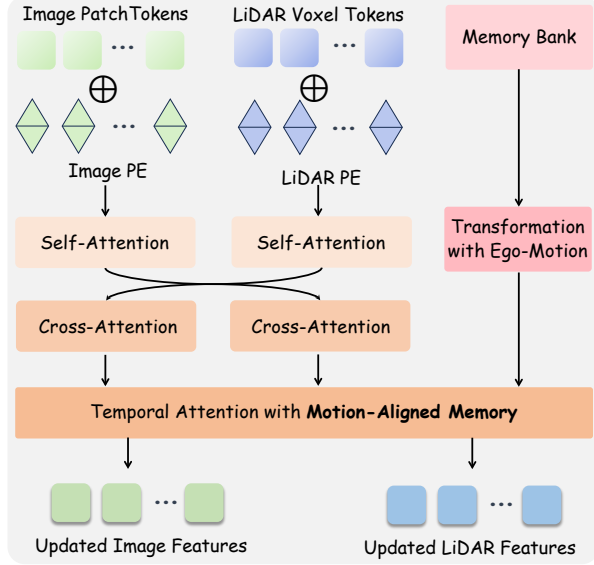 Image PatchTokens
LiDAR Voxel Tokens
Memory Bank
Image PE
LiDAR PE
Self-Attention
Self-Attention
Transformation
with Ego-Motion
Cross-Attention
Cross-Attention
Temporal Attention with Motion-Aligned Memory
Updated Image Features
Updated LiDAR Features